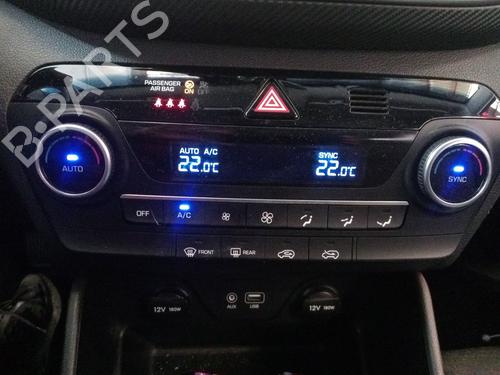 B-PARTS
PASSENGER AIR BAG ON OFF
AUTO A/C SYNC
22.0°C 22.0°C
AUTO SYNC
OFF A/C
FRONT REAR
12V 180W AUX USB 12V 180W